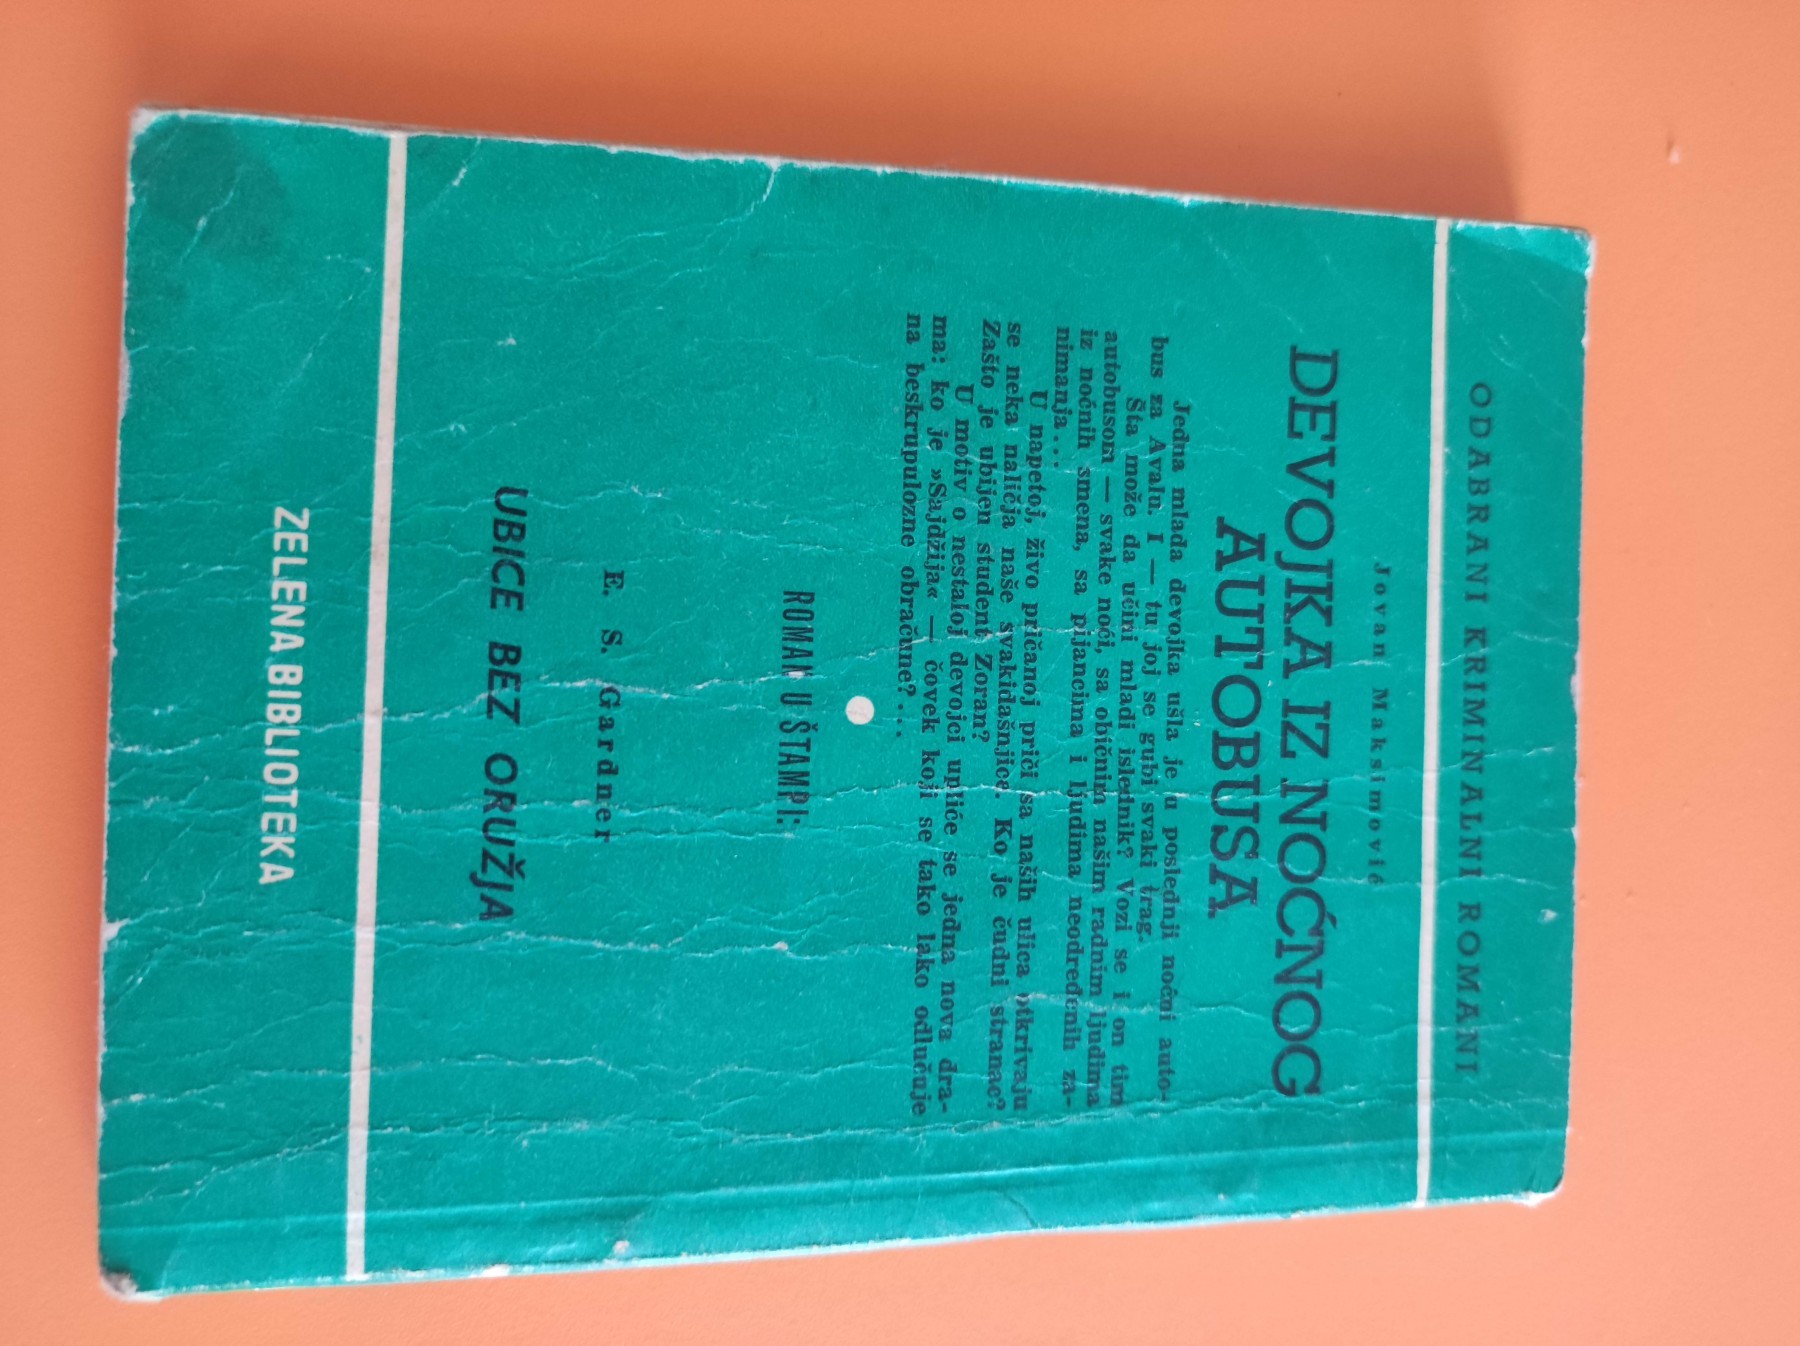 ODABRANI KRIMINALNI ROMANI
Jovan Maksimović
DEVOJKA IZ NOĆNOG
AUTOBUSA
Jedna mlada devojka ušla je u poslednji noćni auto-
bus za Avalu. I — tu joj se gubi svaki trag.
Šta može da učini mladi islednik? Vozi se i on tim
autobusom — svake noći, sa običnim našim radnim ljudima
iz noćnih smena, sa pijancima i ljudima neodređenih za-
nimanja...
U napetoj, živo pričanoj priči sa naših ulica otkrivaju
se neka naličja naše svakidašnjice. Ko je čudni stranac?
Zašto je ubijen student Zoran?
U motiv o nestaloj devojci upliće se jedna nova dra-
ma: ko je »Sajdžija« — čovek koji se tako lako odlučuje
na beskrupulozne obračune?...
ROMAN U ŠTAMPI:
E. S. Gardner
UBICE BEZ ORUŽJA
ZELENA BIBLIOTEKA